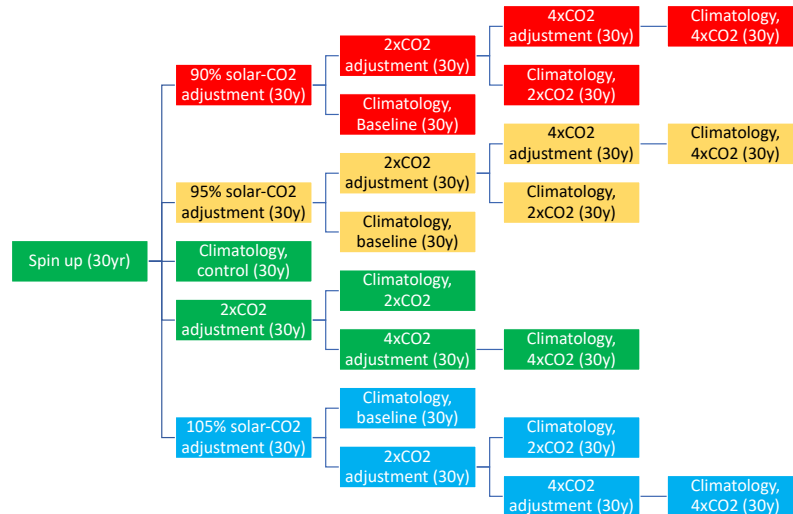 Spin up (30yr)
90% solar-CO2
adjustment (30y)
2xCO2
adjustment (30y)
4xCO2
adjustment (30y)
Climatology,
4xCO2 (30y)
Climatology,
2xCO2 (30y)
Climatology,
Baseline (30y)
95% solar-CO2
adjustment (30y)
2xCO2
adjustment (30y)
4xCO2
adjustment (30y)
Climatology,
4xCO2 (30y)
Climatology,
2xCO2 (30y)
Climatology,
baseline (30y)
Climatology,
control (30y)
2xCO2
adjustment (30y)
Climatology,
2xCO2
4xCO2
adjustment (30y)
Climatology,
4xCO2 (30y)
105% solar-CO2
adjustment (30y)
Climatology,
baseline (30y)
2xCO2
adjustment (30y)
Climatology,
2xCO2 (30y)
4xCO2
adjustment (30y)
Climatology,
4xCO2 (30y)